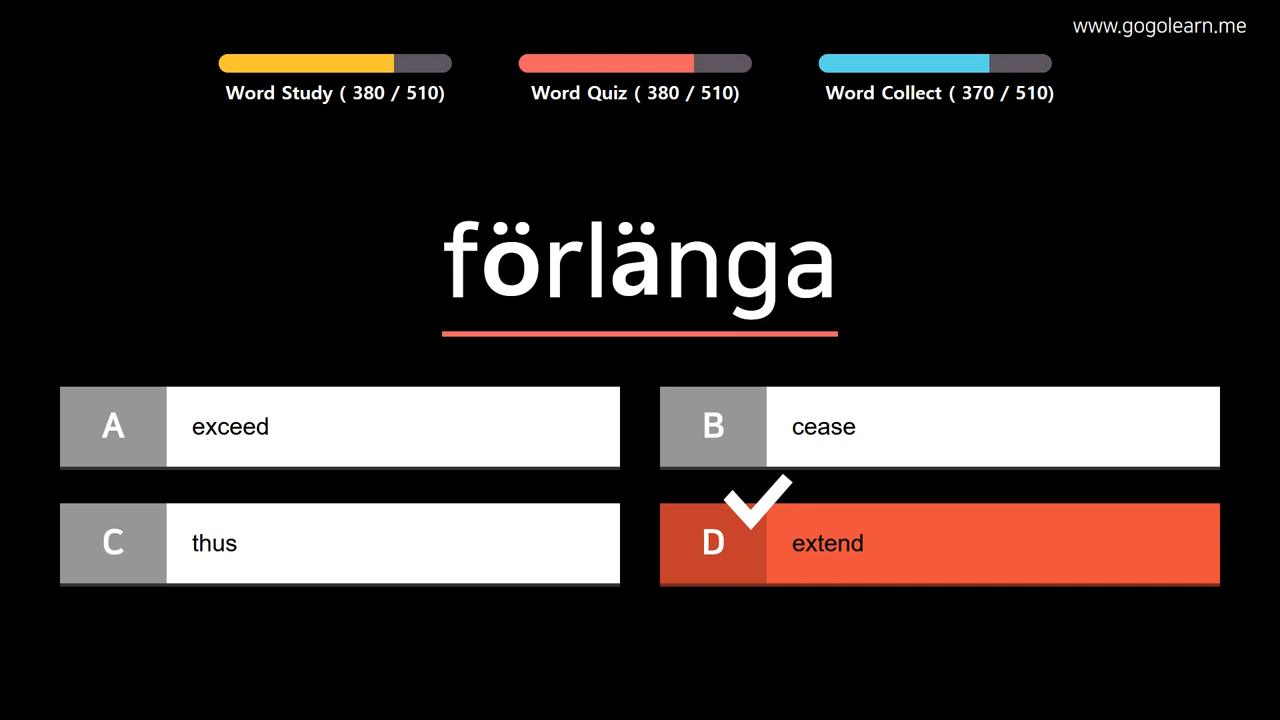 www.gogolearn.me
Word Study ( 380 / 510)
Word Quiz ( 380 / 510)
Word Collect ( 370 / 510)
förlänga
A exceed
B cease
C thus
D extend